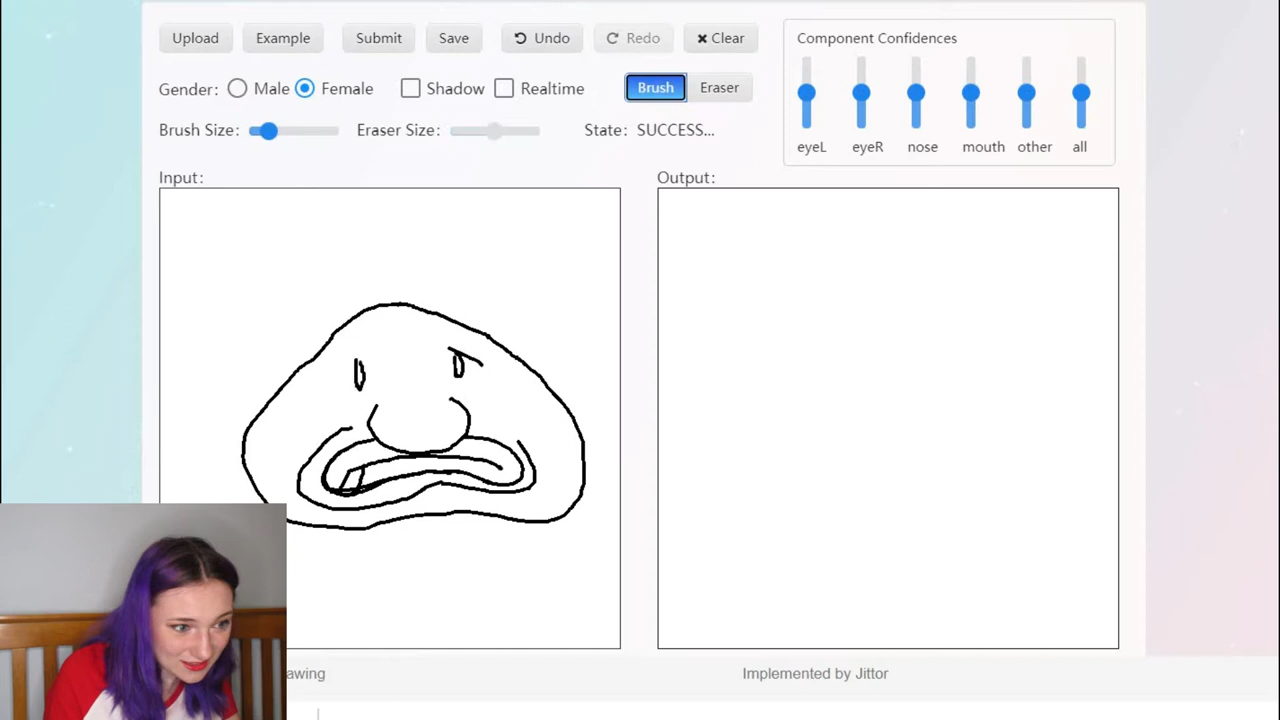 Upload Example Submit Save Undo Redo Clear
Component Confidences
Gender: Male Female Shadow Realtime Brush Eraser
Brush Size: Eraser Size: State: SUCCESS...
eyeL eyeR nose mouth other all
Input: Output:
awing Implemented by Jittor